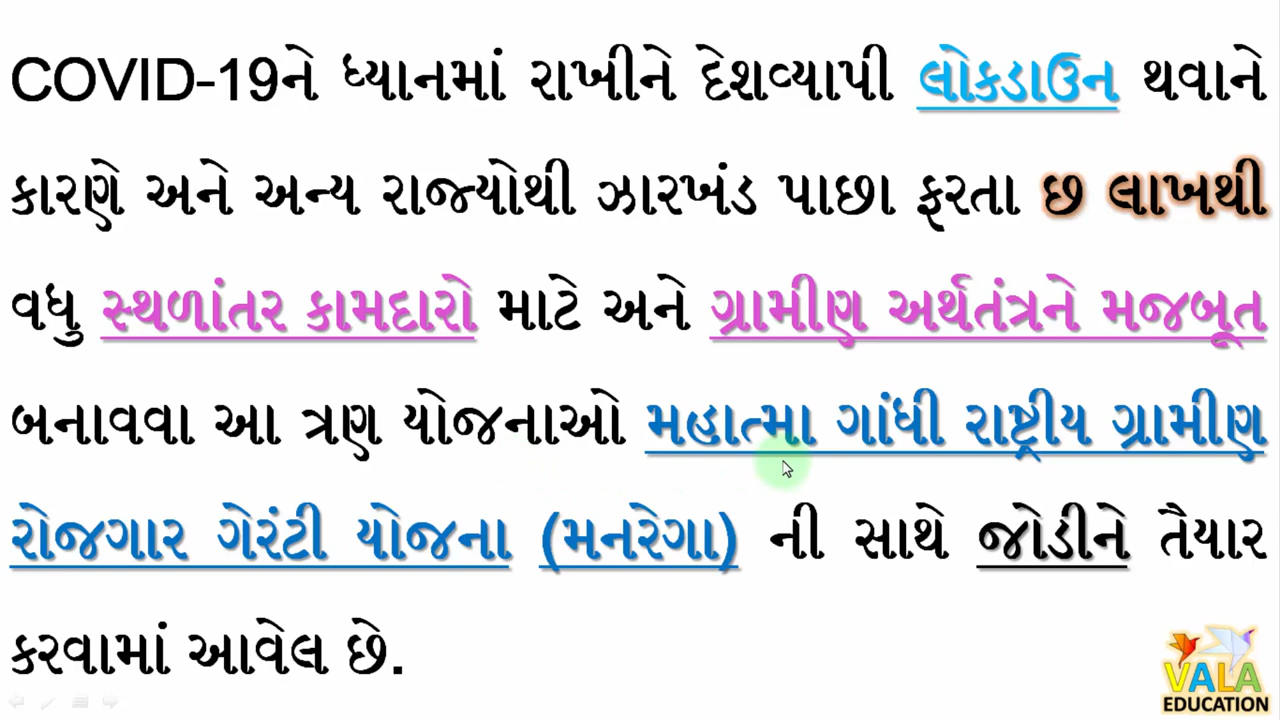 COVID-19ને ધ્યાનમાં રાખીને દેશવ્યાપી લોકડાઉન થવાને
કારણે અને અન્ય રાજ્યોથી ઝારખંડ પાછા ફરતા છ લાખથી
વધુ સ્થળાંતર કામદારો માટે અને ગ્રામીણ અર્થતંત્રને મજબૂત
બનાવવા આ ત્રણ યોજનાઓ મહાત્મા ગાંધી રાષ્ટ્રીય ગ્રામીણ
રોજગાર ગેરંટી યોજના (મનરેગા) ની સાથે જોડીને તૈયાર
કરવામાં આવેલ છે.
VALA
EDUCATION